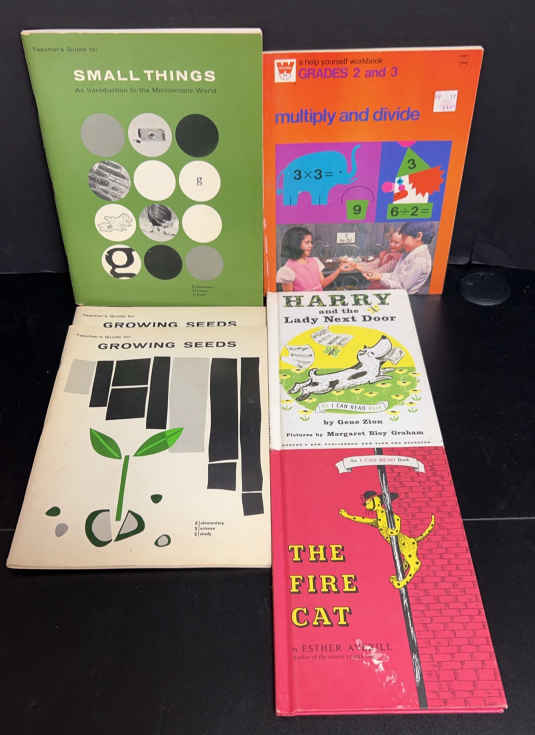 Teacher's Guide for
SMALL THINGS
An Introduction to the Microscopic World
g
g
W
a help yourself workbook
GRADES 2 and 3
multiply and divide
3×3=
3
9
6÷2=
Teacher's Guide for
GROWING SEEDS
Teacher's Guide for
GROWING SEEDS
elementary
science
study
HARRY
and the
Lady Next Door
An I CAN READ Book
by Gene Zion
Pictures by Margaret Bloy Graham
An I CAN READ Book
THE
FIRE
CAT
by ESTHER AVERILL